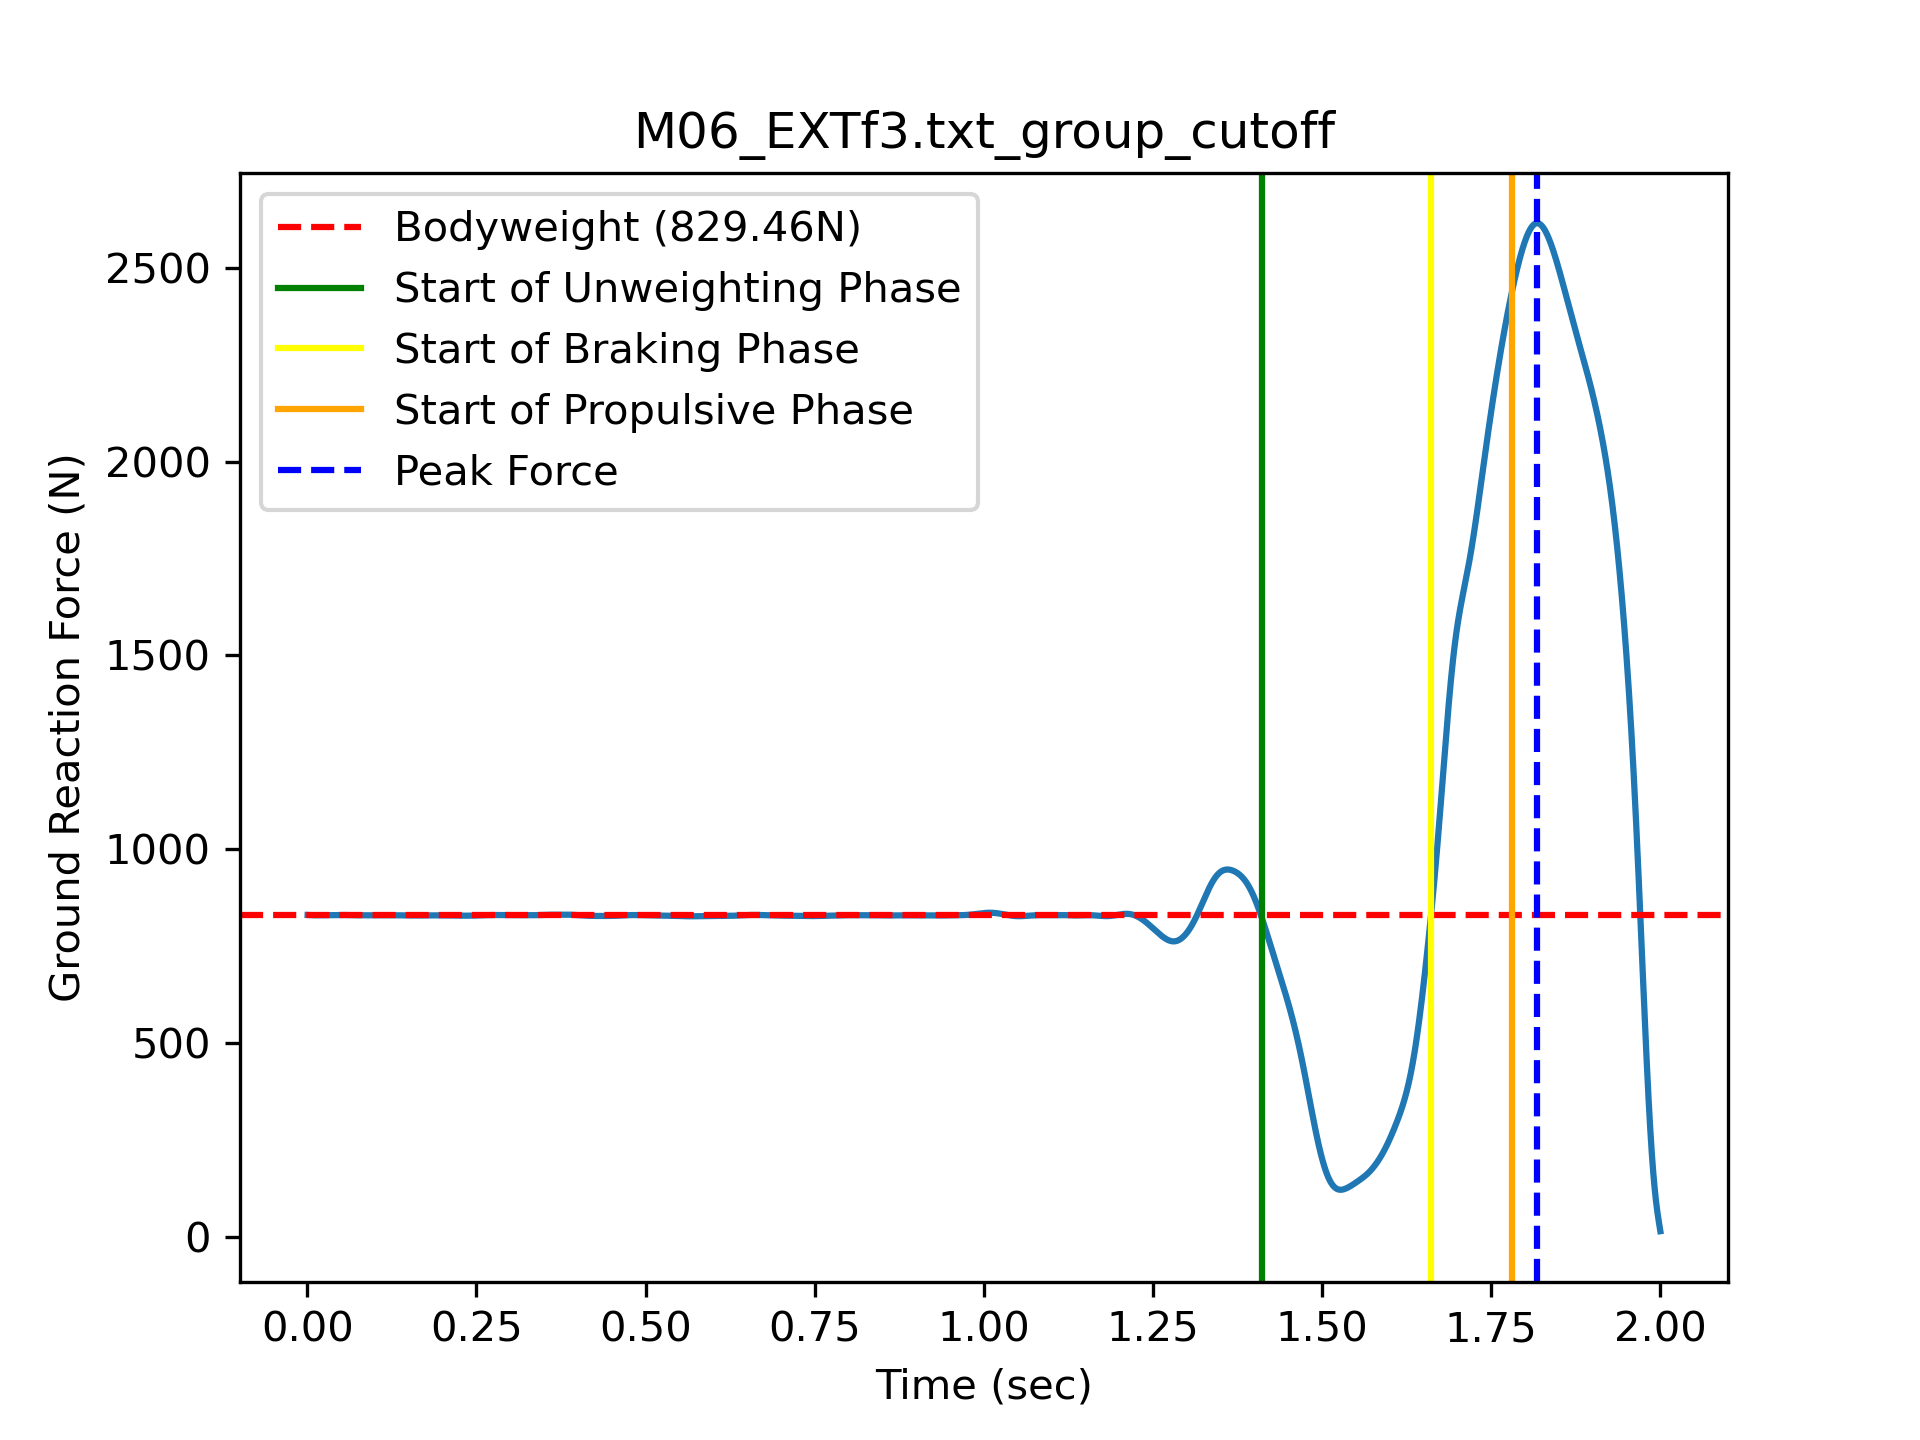 M06_EXTf3.txt_group_cutoff
Bodyweight (829.46N)
Start of Unweighting Phase
Start of Braking Phase
Start of Propulsive Phase
Peak Force
Ground Reaction Force (N)
2500
2000
1500
1000
500
0
0.00 0.25 0.50 0.75 1.00 1.25 1.50 1.75 2.00
Time (sec)